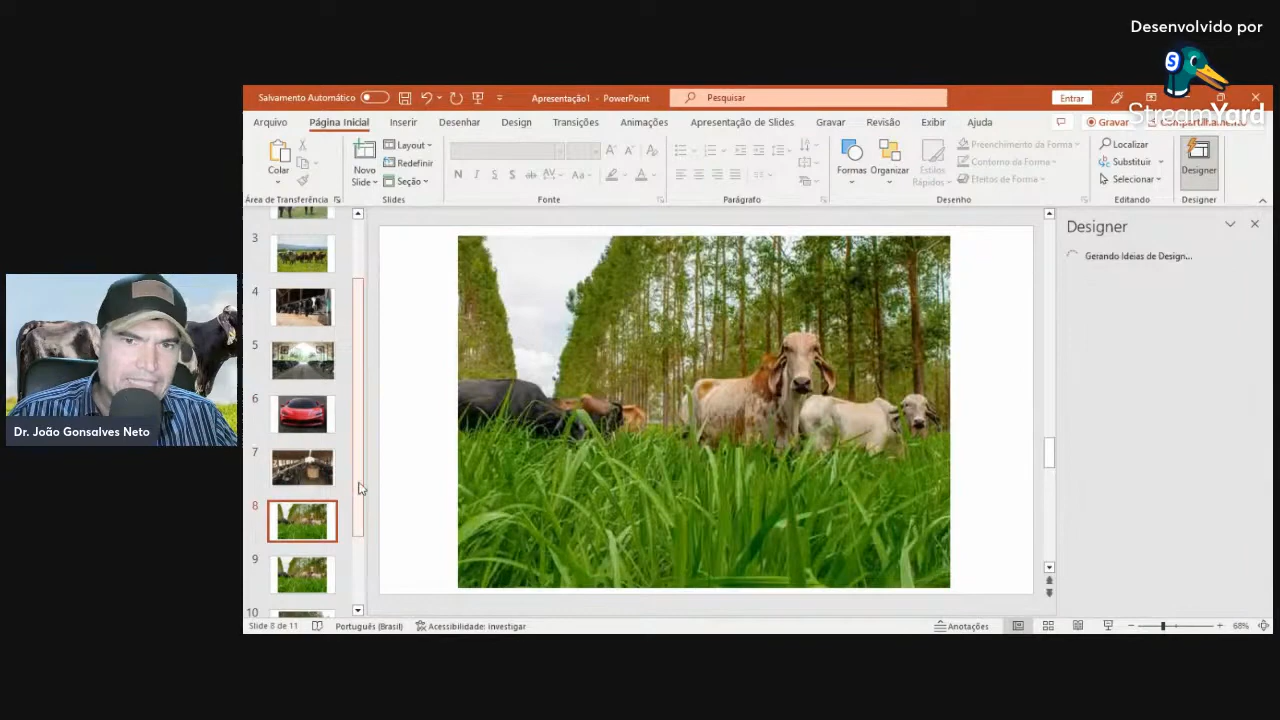 Desenvolvido por
StreamYard
Salvamento Automático
Apresentação1 - PowerPoint
Pesquisar
Entrar
Arquivo
Página Inicial
Inserir
Desenhar
Design
Transições
Animações
Apresentação de Slides
Gravar
Revisão
Exibir
Ajuda
Gravar
Compartilhamento
Colar
Novo
Slide
Layout
Redefinir
Seção
N I S S ab AV Aa A
Formas
Organizar
Estilos
Rápidos
Preenchimento da Forma
Contorno da Forma
Efeitos de Forma
Localizar
Substituir
Selecionar
Designer
Área de Transferência
Slides
Fonte
Parágrafo
Desenho
Editando
Designer
3
4
5
6
7
8
9
10
Designer
Gerando Ideias de Design...
Dr. João Gonsalves Neto
Slide 8 de 11
Português (Brasil)
Acessibilidade: investigar
Anotações
68%